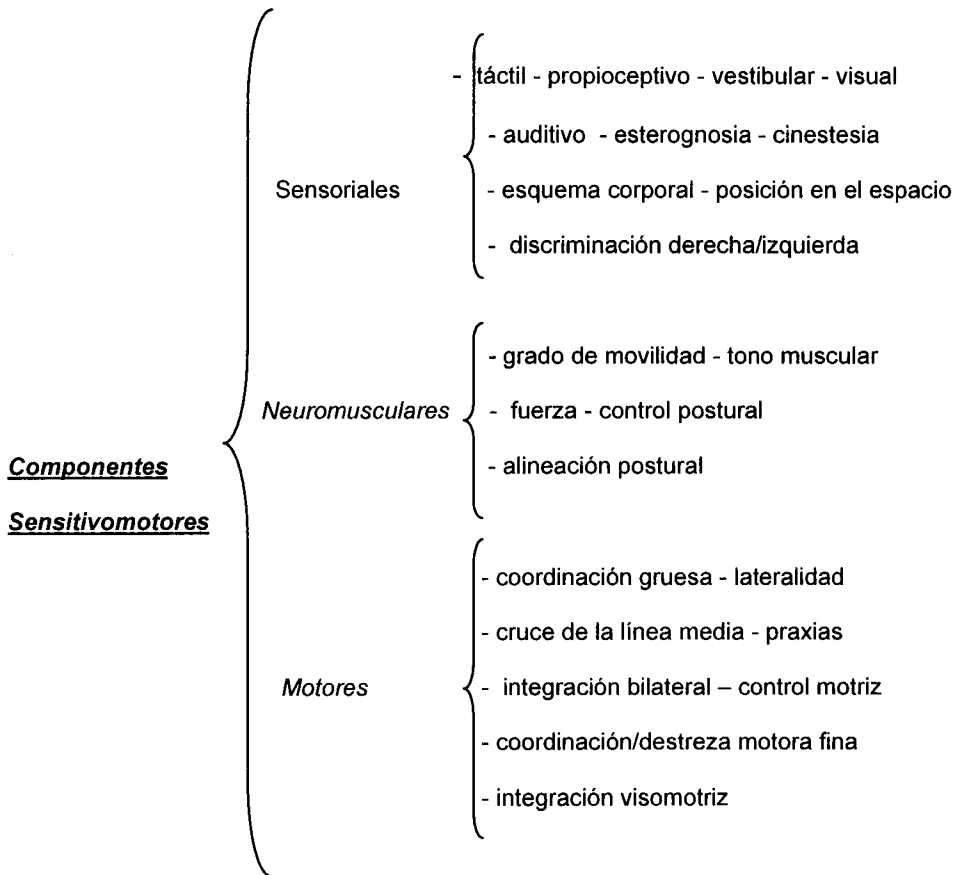 - táctil - propioceptivo - vestibular - visual
- auditivo - esterognosia - cinestesia
Sensoriales
- esquema corporal - posición en el espacio
- discriminación derecha/izquierda
- grado de movilidad - tono muscular
Neuromusculares
- fuerza - control postural
- alineación postural
Componentes
Sensitivomotores
- coordinación gruesa - lateralidad
- cruce de la línea media - praxias
Motores
- integración bilateral – control motriz
- coordinación/destreza motora fina
- integración visomotriz